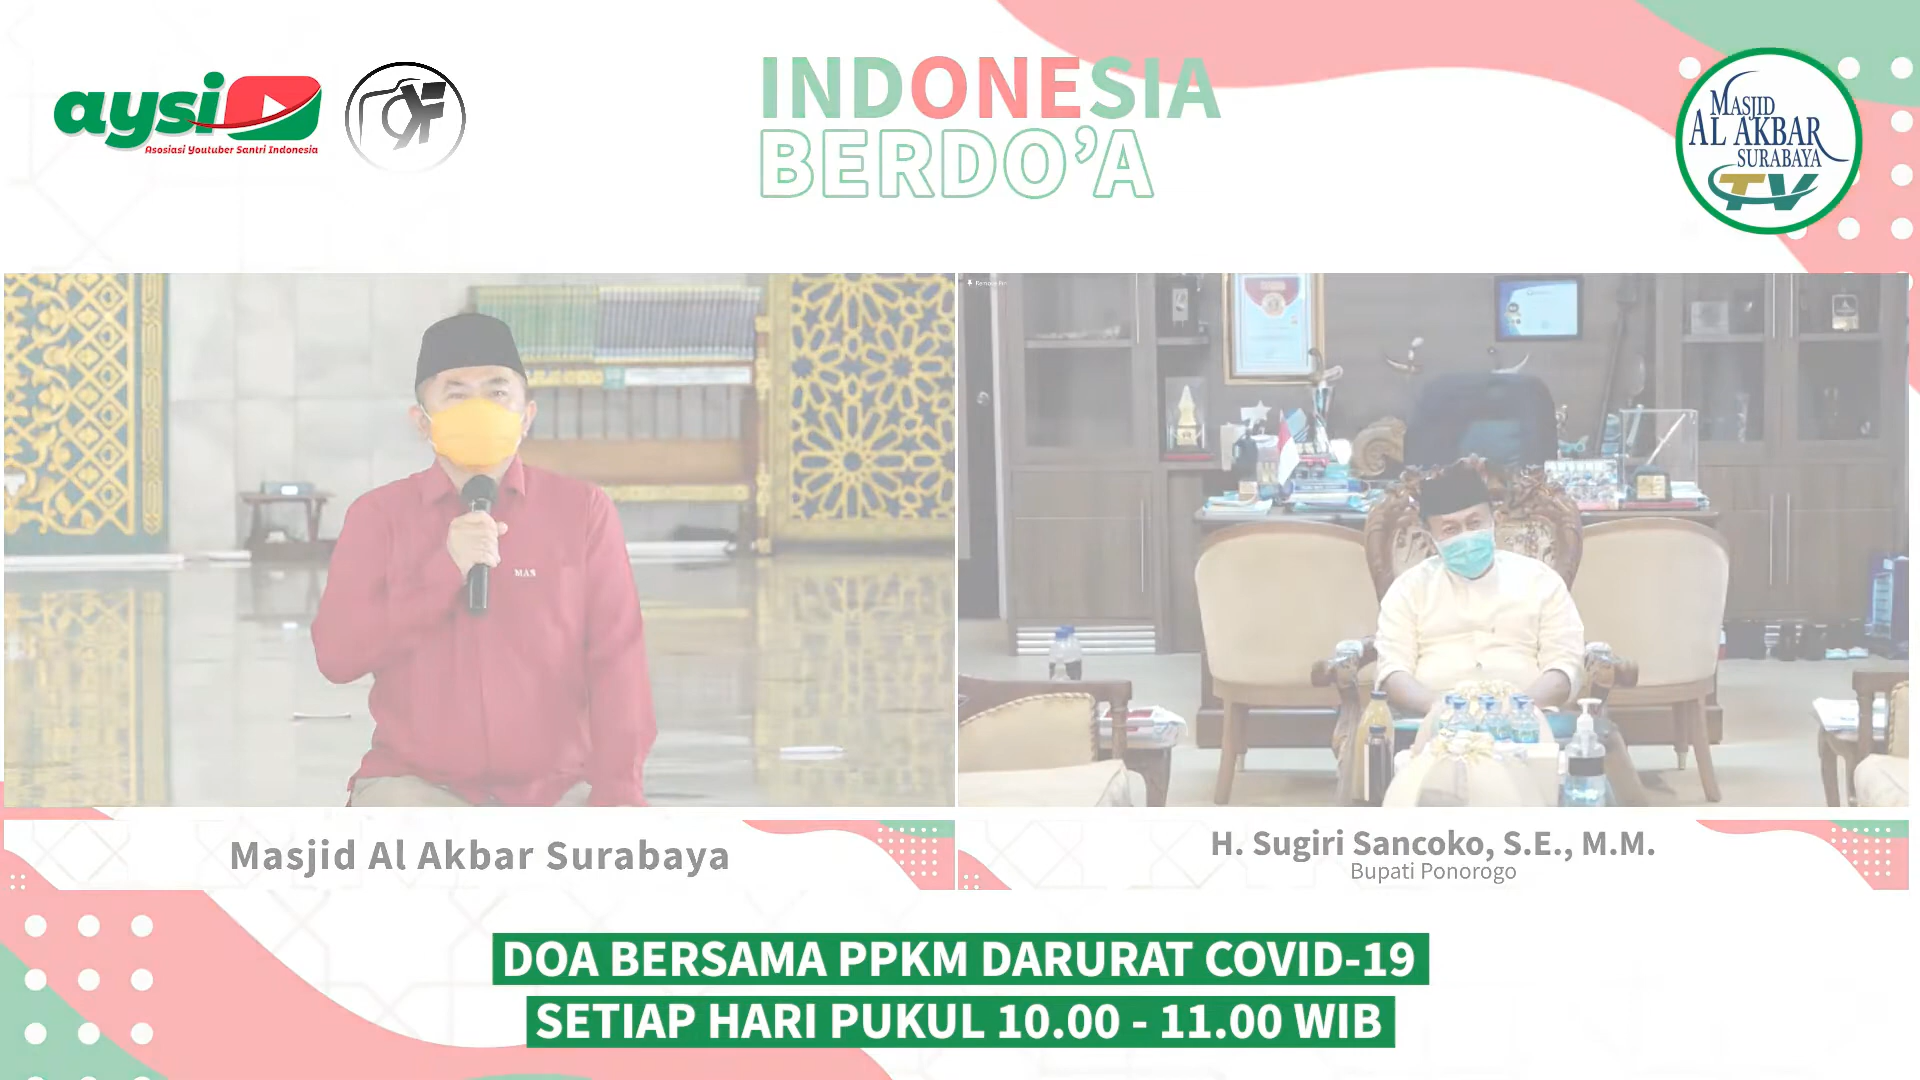 aysi
Asosiasi Youtuber Santri Indonesia
INDONESIA
BERDO'A
MASJID
AL AKBAR
SURABAYA
TV
MAS
Masjid Al Akbar Surabaya
H. Sugiri Sancoko, S.E., M.M.
Bupati Ponorogo
DOA BERSAMA PPKM DARURAT COVID-19
SETIAP HARI PUKUL 10.00 - 11.00 WIB